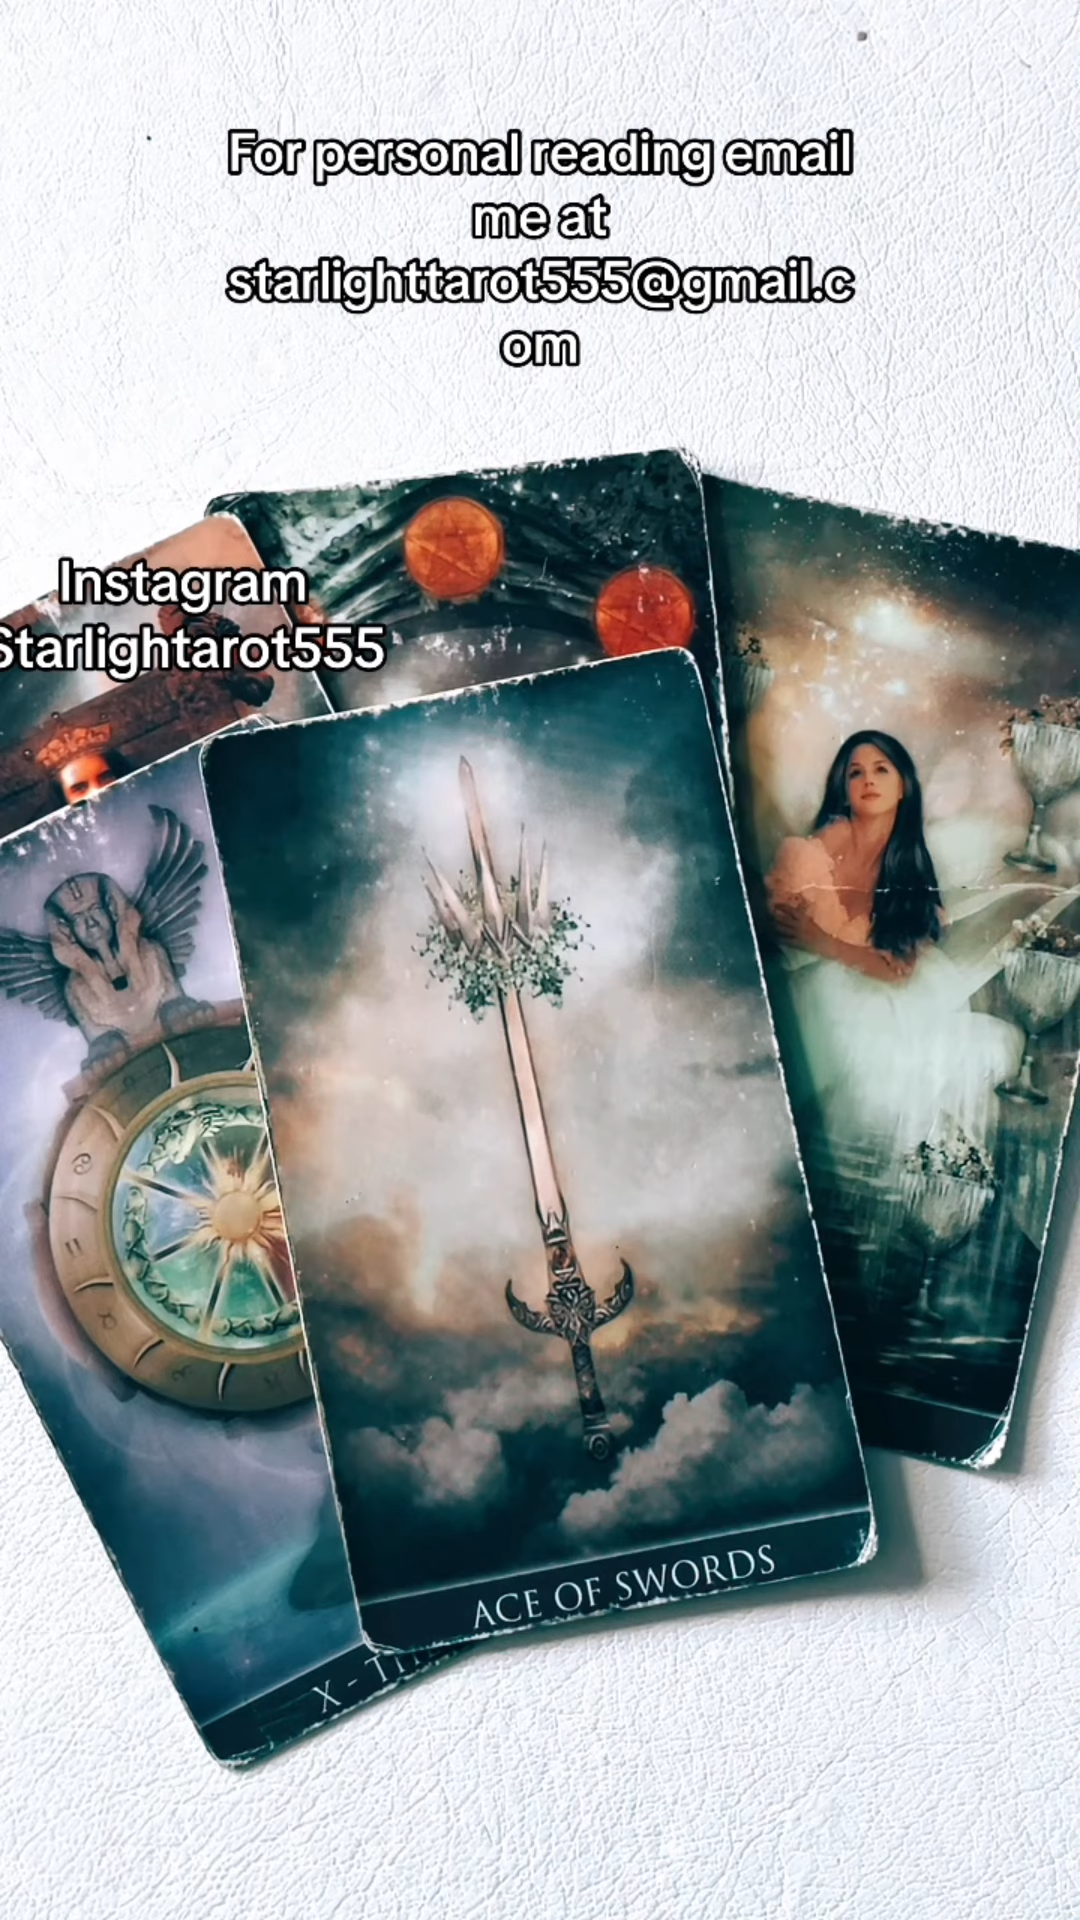 For personal reading email
me at
starlighttarot555@gmail.c
om
Instagram
Starlightarot555
ACE OF SWORDS
X - TH